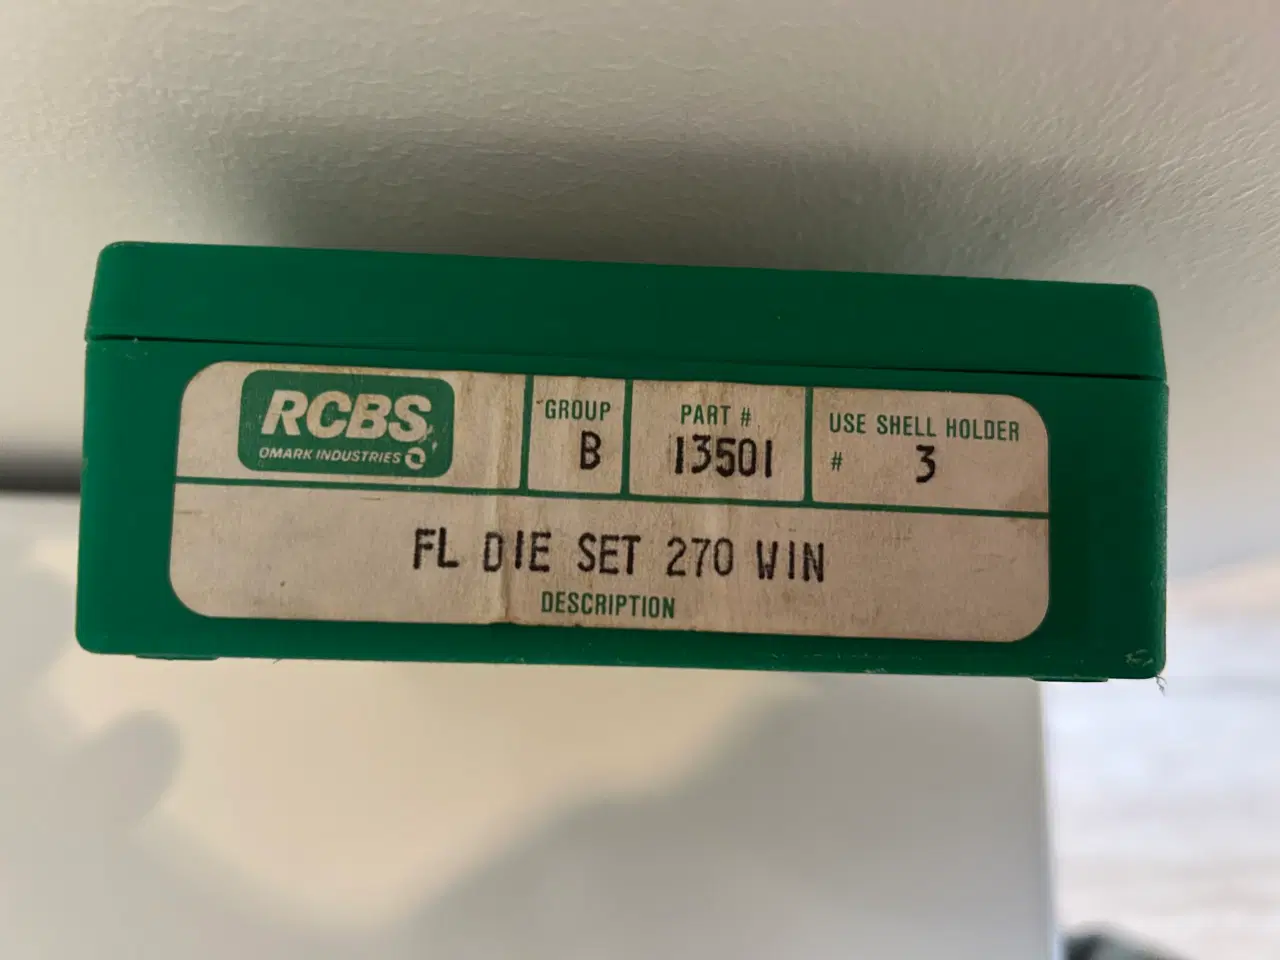 RCBS
OMARK INDUSTRIES
GROUP
B
PART #
13501
USE SHELL HOLDER
# 3
FL DIE SET 270 WIN
DESCRIPTION